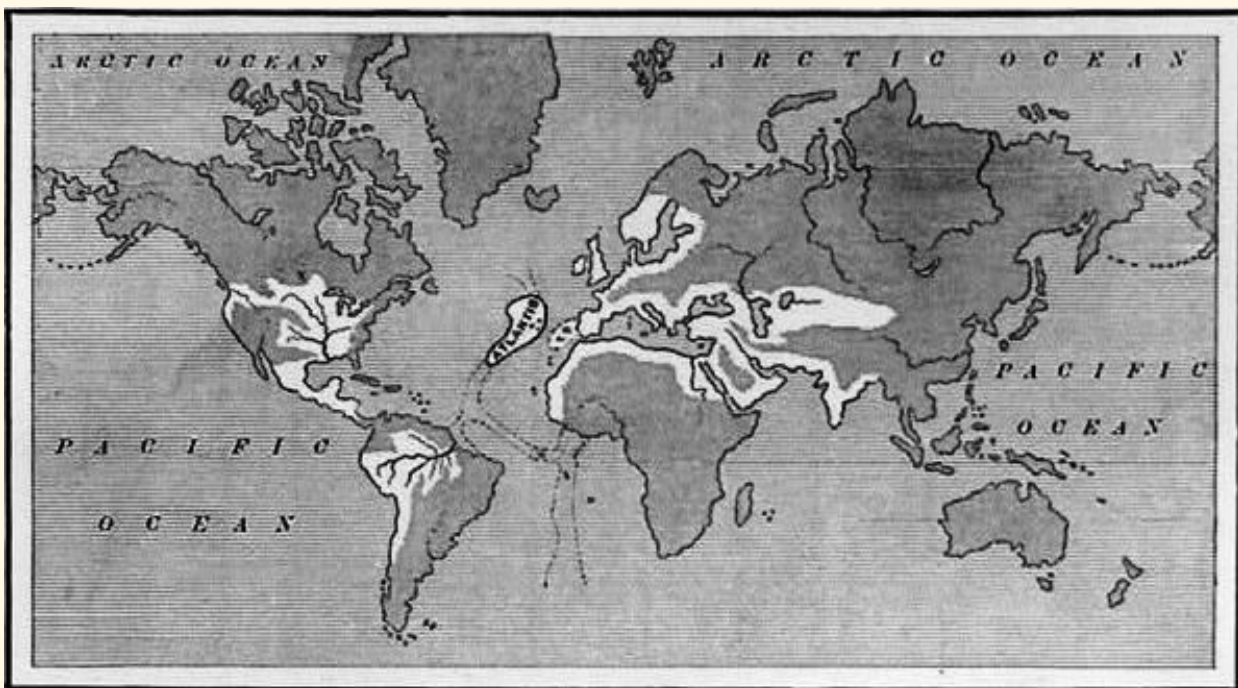 ARCTIC OCEAN
ARCTIC OCEAN
ATLANTIS
PACIFIC
OCEAN
PACIFIC
OCEAN